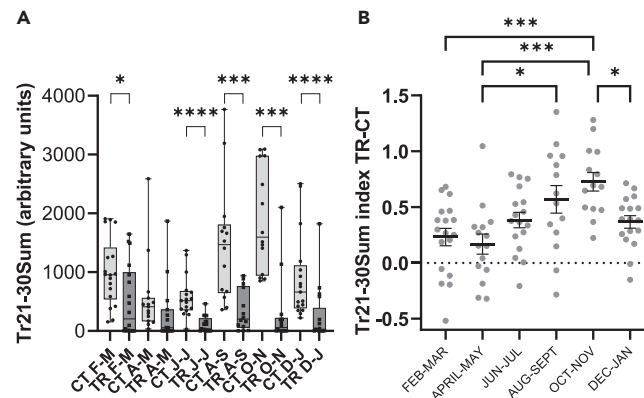 A
B
* **** *** *** ****
*** *** * *
Tr21-30Sum (arbitrary units)
4000
3000
2000
1000
0
CT F-M
TR F-M
CT A-M
TR A-M
CT J-J
TR J-J
CT A-S
TR A-S
CT O-N
TR O-N
CT D-J
TR D-J
Tr21-30Sum index TR-CT
1.5
1.0
0.5
0.0
-0.5
FEB-MAR
APRIL-MAY
JUN-JUL
AUG-SEPT
OCT-NOV
DEC-JAN